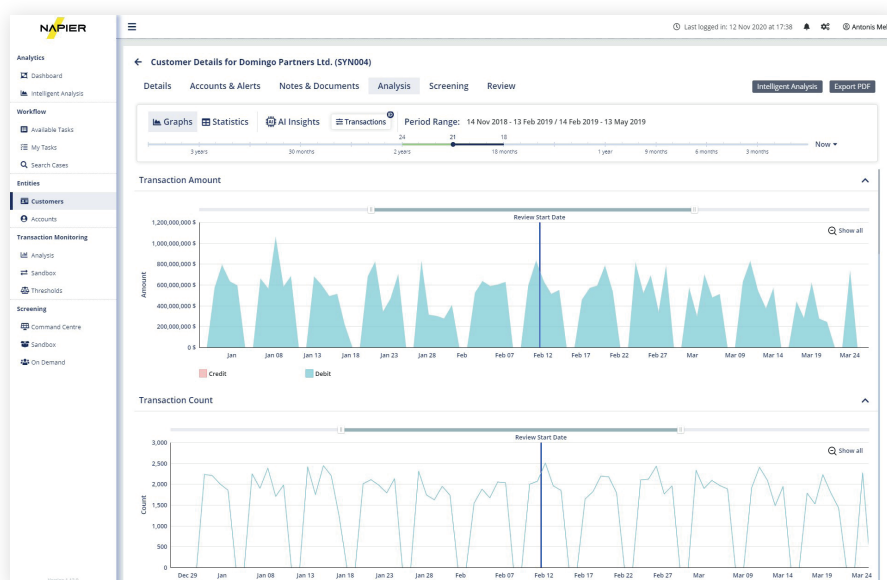 NAPIER
Last logged in: 12 Nov 2020 at 17:38
Antonis Mel
Analytics
Dashboard
Intelligent Analysis
Workflow
Available Tasks
My Tasks
Search Cases
Entities
Customers
Accounts
Transaction Monitoring
Analysis
Sandbox
Thresholds
Screening
Command Centre
Sandbox
On Demand
Customer Details for Domingo Partners Ltd. (SYN004)
Details Accounts & Alerts Notes & Documents Analysis Screening Review
Intelligent Analysis Export PDF
Graphs Statistics AI Insights Transactions Period Range: 14 Nov 2018 - 13 Feb 2019 / 14 Feb 2019 - 13 May 2019
24 21 18
3 years 30 months 2 years 18 months 1 year 9 months 6 months 3 months Now
Transaction Amount
Review Start Date
Show all
Amount
1,200,000,000 $
1,000,000,000 $
800,000,000 $
600,000,000 $
400,000,000 $
200,000,000 $
0 $
Jan Jan 08 Jan 13 Jan 18 Jan 23 Jan 28 Feb Feb 07 Feb 12 Feb 17 Feb 22 Feb 27 Mar Mar 09 Mar 14 Mar 19 Mar 24
Credit Debit
Transaction Count
Review Start Date
Show all
Count
3,000
2,500
2,000
1,500
1,000
500
0
Dec 29 Jan Jan 08 Jan 13 Jan 18 Jan 23 Jan 28 Feb Feb 07 Feb 12 Feb 17 Feb 22 Feb 27 Mar Mar 09 Mar 14 Mar 19 Mar 24